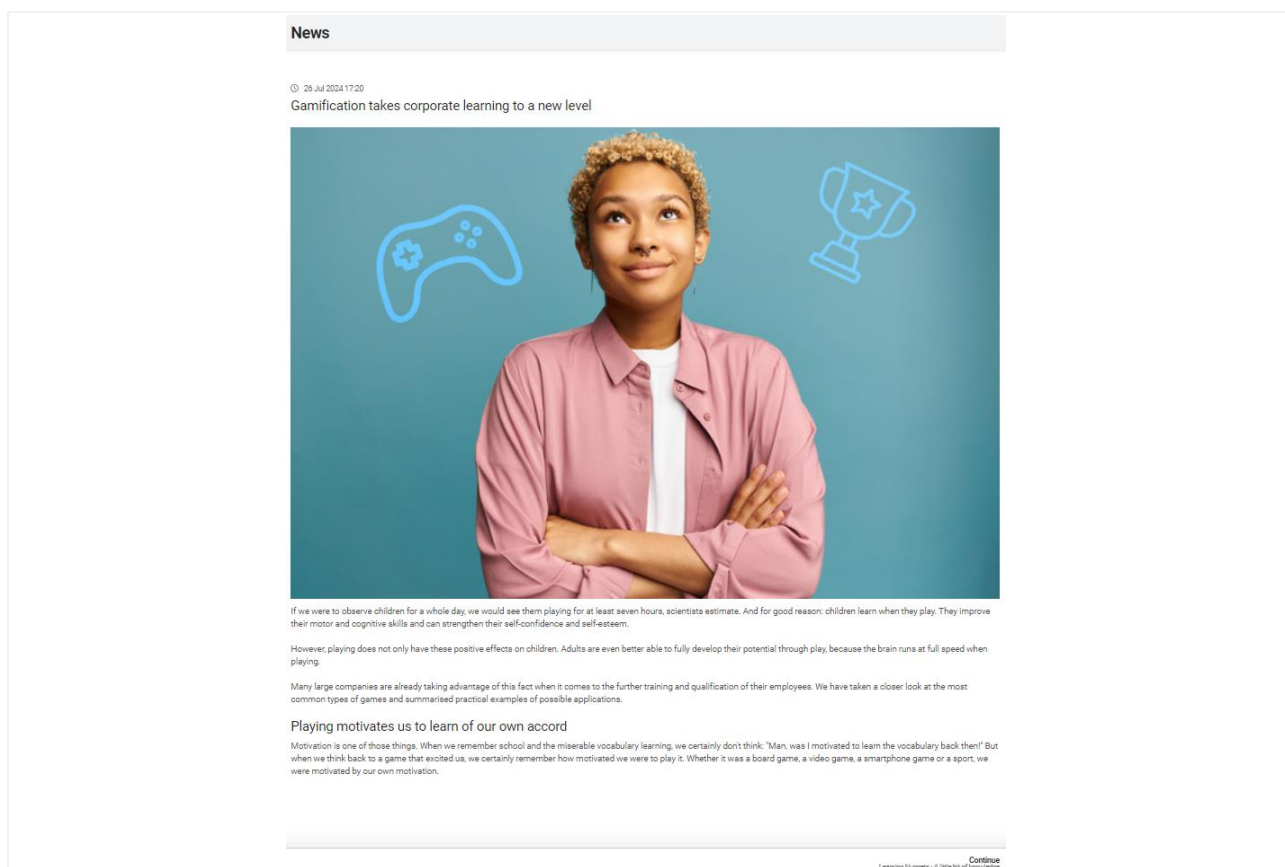 News
26 Jul 2024 17:20
Gamification takes corporate learning to a new level
If we were to observe children for a whole day, we would see them playing for at least seven hours, scientists estimate. And for good reason: children learn when they play. They improve
their motor and cognitive skills and can strengthen their self-confidence and self-esteem.
However, playing does not only have these positive effects on children. Adults are even better able to fully develop their potential through play, because the brain runs at full speed when
playing.
Many large companies are already taking advantage of this fact when it comes to the further training and qualification of their employees. We have taken a closer look at the most
common types of games and summarised practical examples of possible applications.
Playing motivates us to learn of our own accord
Motivation is one of those things. When we remember school and the miserable vocabulary learning, we certainly don't think: "Man, was I motivated to learn the vocabulary back then!" But
when we think back to a game that excited us, we certainly remember how motivated we were to play it. Whether it was a board game, a video game, a smartphone game or a sport, we
were motivated by our own motivation.
Continue
Learning Nuggets - A little bit of knowledge